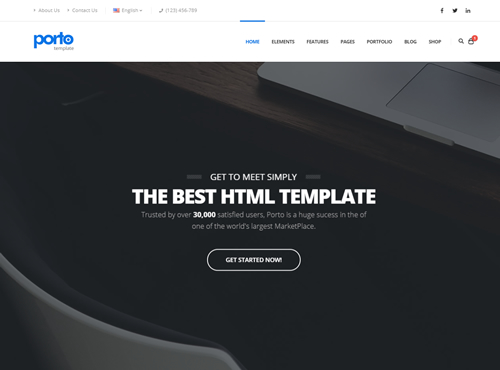 About Us
Contact Us
English
(123) 456-789
porto
template
HOME
ELEMENTS
FEATURES
PAGES
PORTFOLIO
BLOG
SHOP
GET TO MEET SIMPLY
THE BEST HTML TEMPLATE
Trusted by over 30,000 satisfied users, Porto is a huge sucess in the of
one of the world's largest MarketPlace.
GET STARTED NOW!